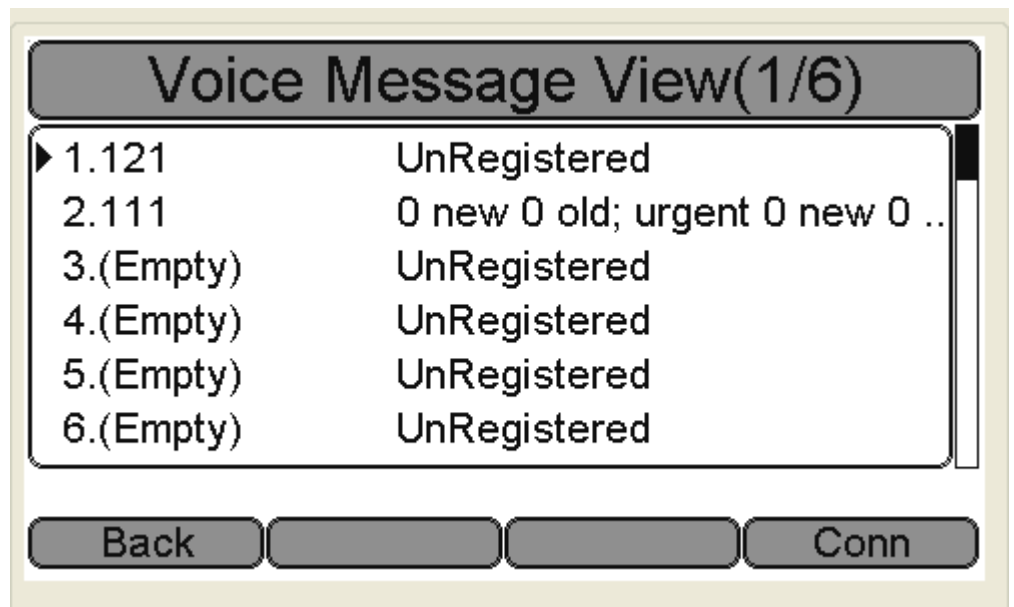 Voice Message View(1/6)
1.121 UnRegistered
2.111 0 new 0 old; urgent 0 new 0 ..
3.(Empty) UnRegistered
4.(Empty) UnRegistered
5.(Empty) UnRegistered
6.(Empty) UnRegistered
Back Conn